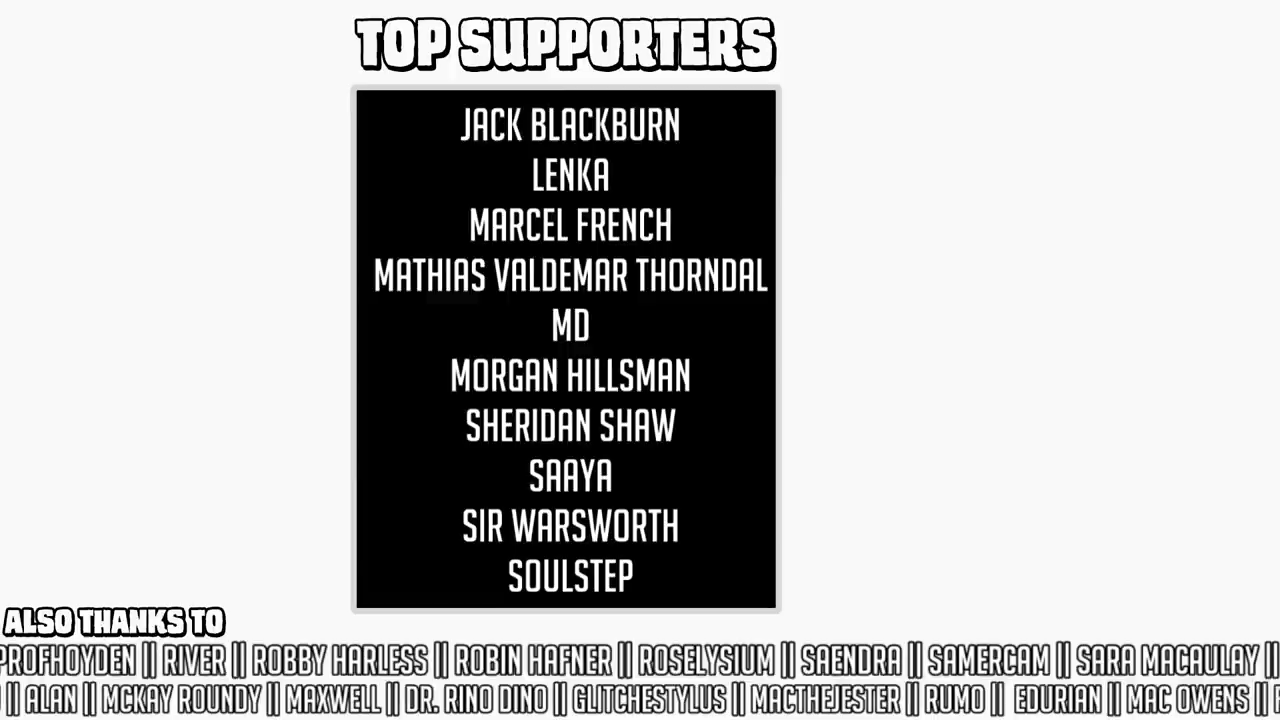 TOP SUPPORTERS
JACK BLACKBURN
LENKA
MARCEL FRENCH
MATHIAS VALDEMAR THORNDAL
MD
MORGAN HILLSMAN
SHERIDAN SHAW
SAAYA
SIR WARSWORTH
SOULSTEP
ALSO THANKS TO
PROFHOYDEN || RIVER || ROBBY HARLESS || ROBIN HAFNER || ROSELYSIUM || SAENDRA || SAMERCAM || SARA MACAULAY ||
|| ALAN || MCKAY ROUNDY || MAXWELL || DR. RINO DINO || GLITCHESTYLUS || MACTHEJESTER || RUMO || EDURIAN || MAC OWENS ||